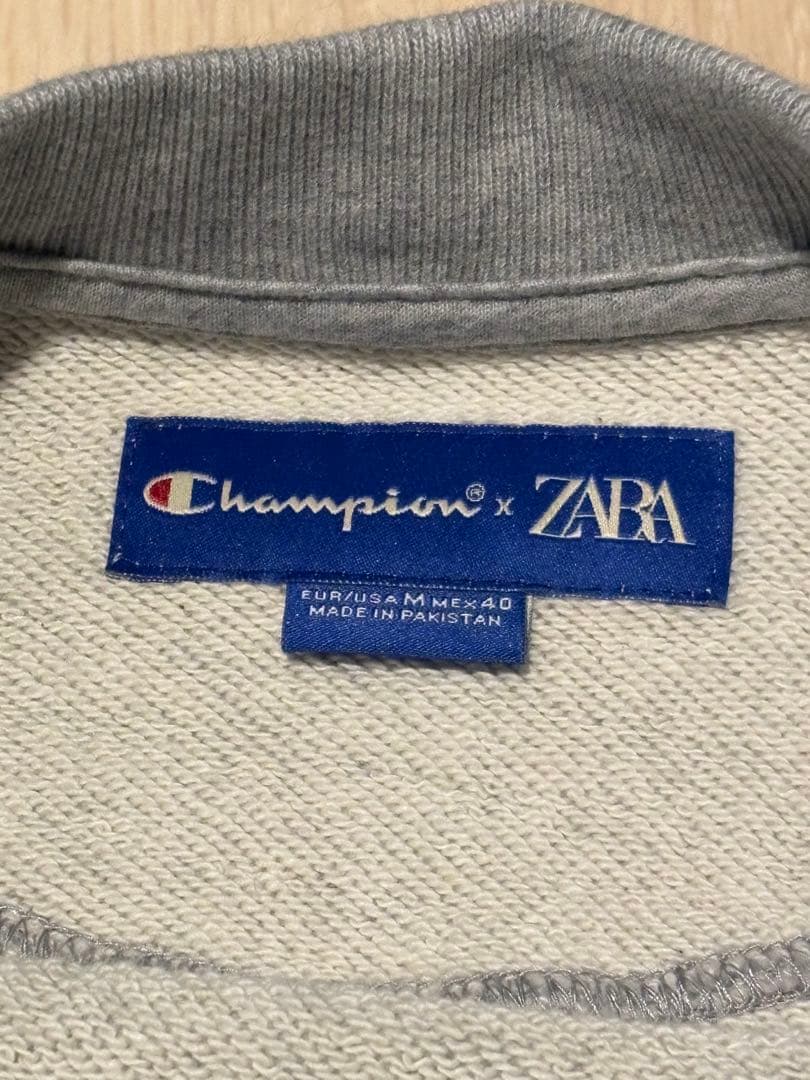 Champion® x ZARA
EUR/USA M MEX 40
MADE IN PAKISTAN